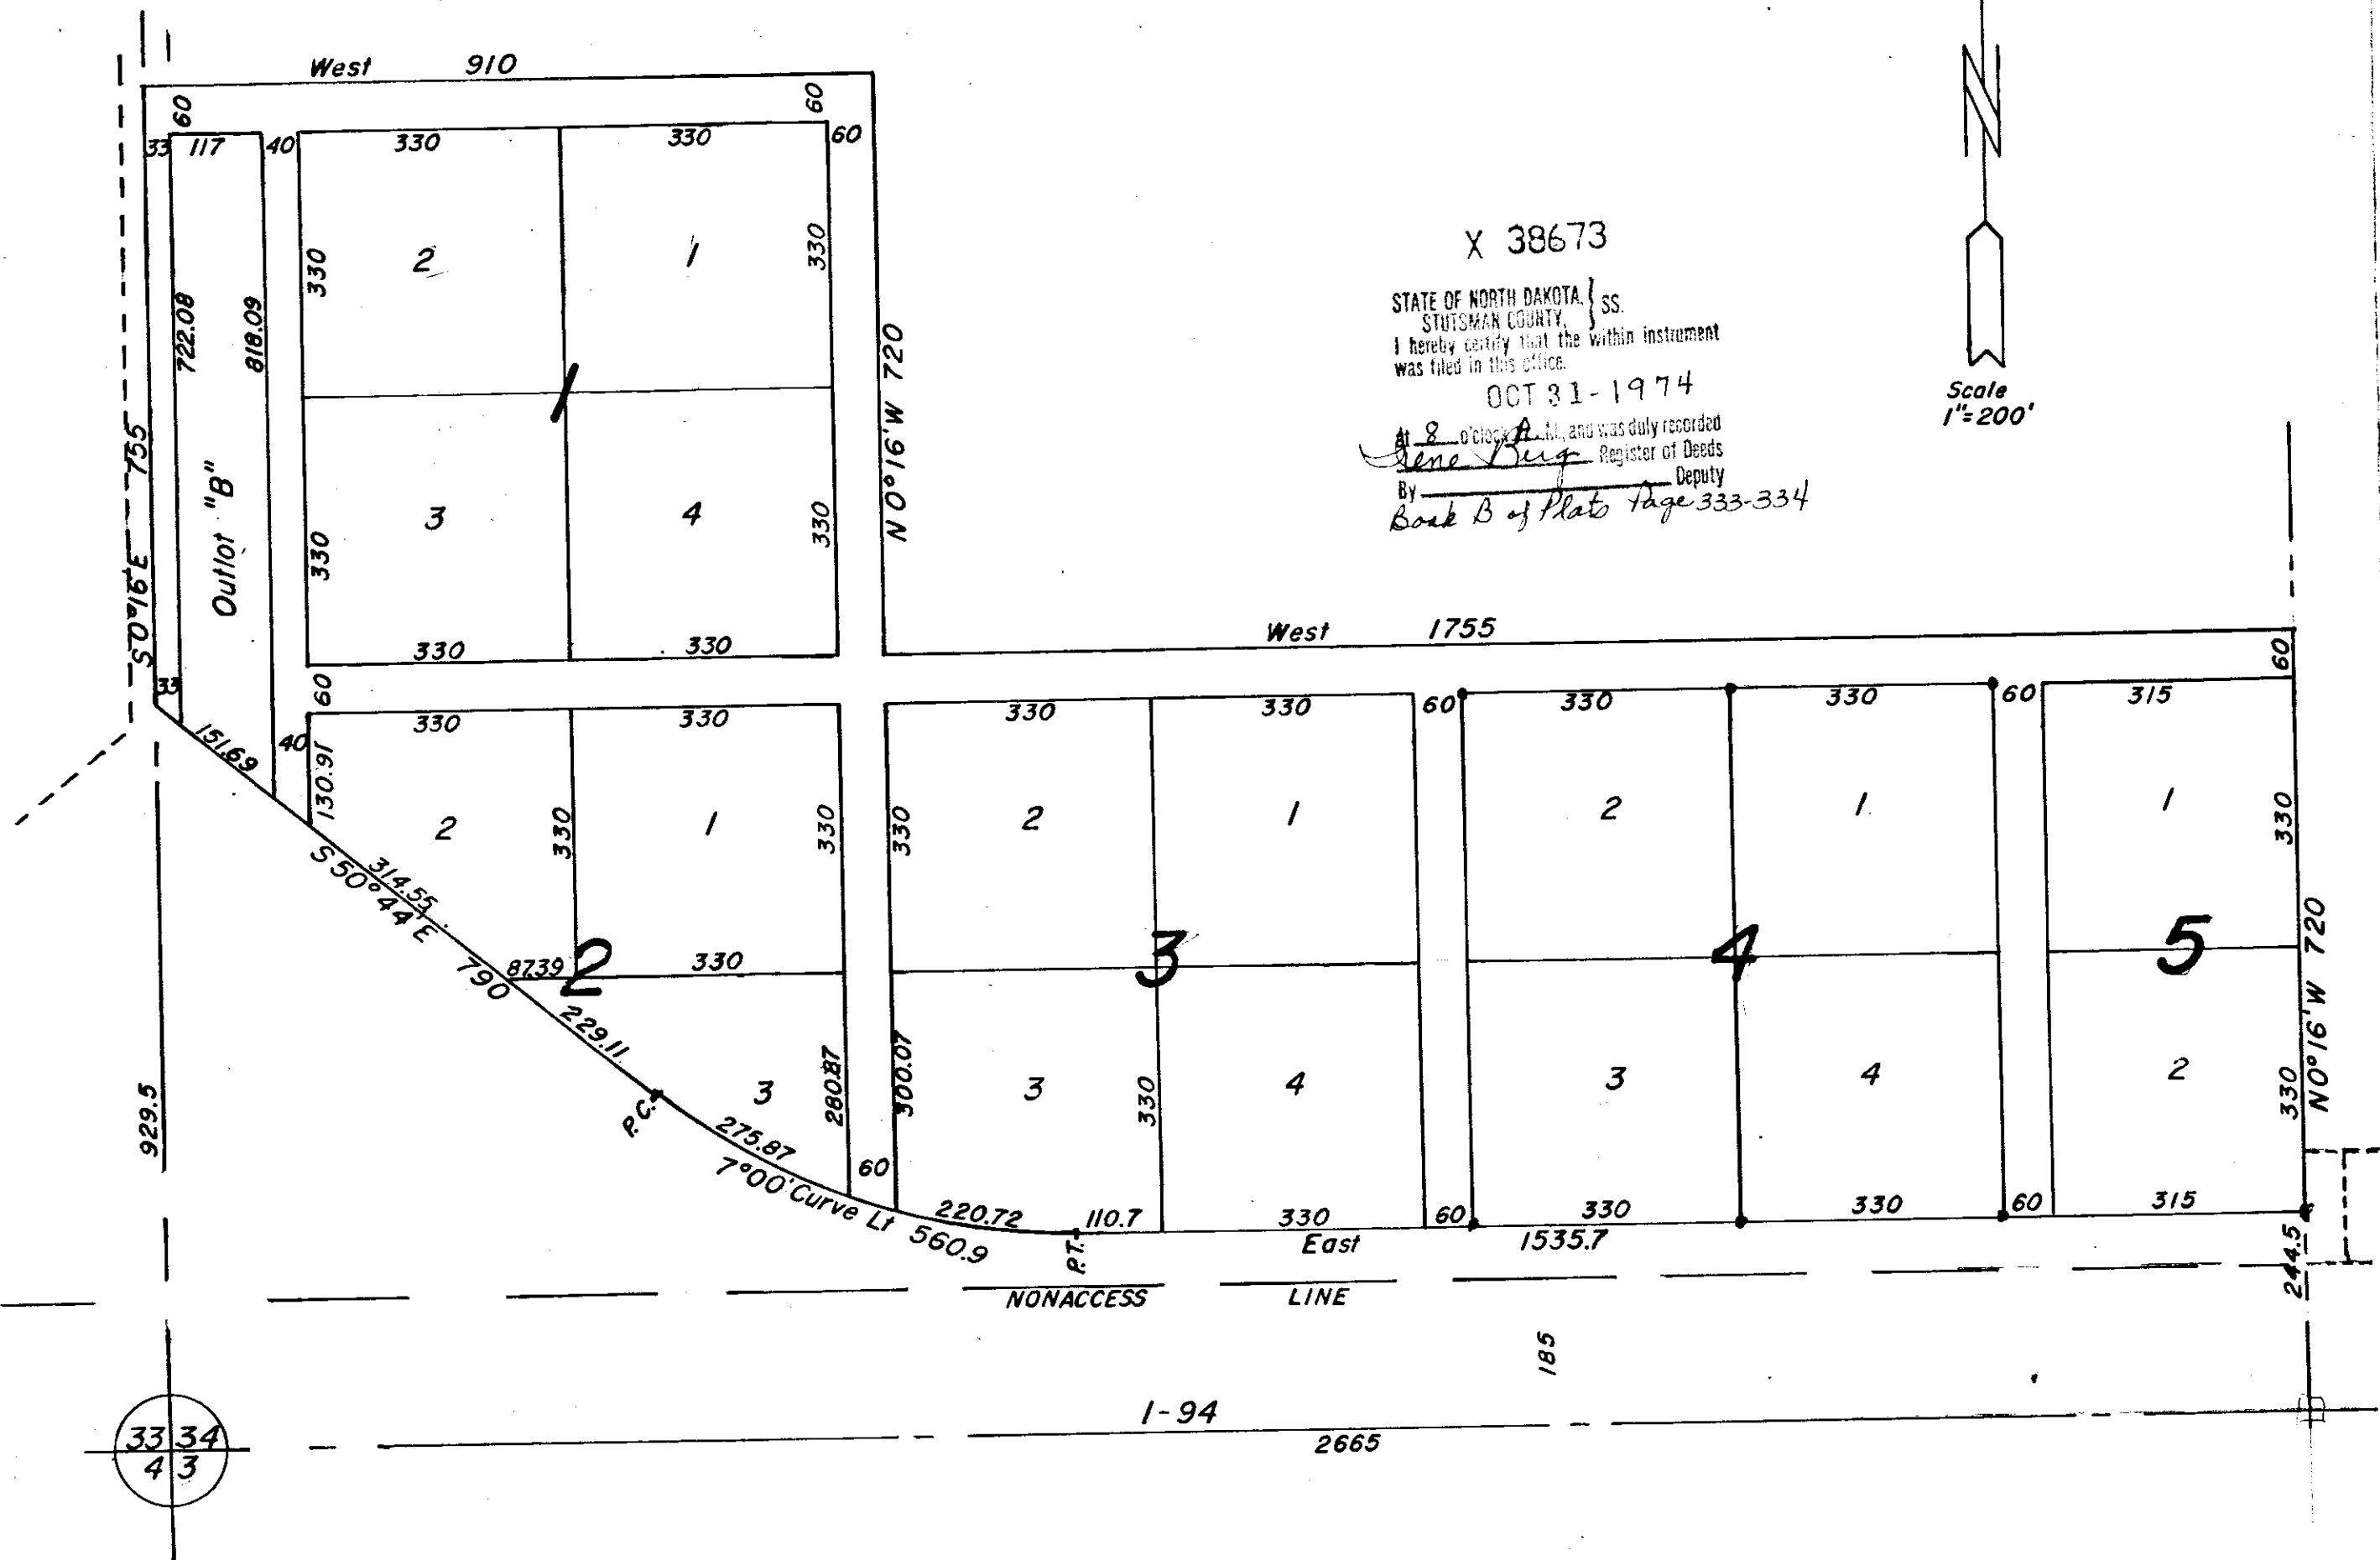 West 910
60
60
33 117 40 330 330 60
2
1
330
330
722.08
818.09
N 0°16'W 720
1
S 0°16'E 755
Outlot "B"
3
4
330
330
330 330
X 38673
STATE OF NORTH DAKOTA, } SS.
STUTSMAN COUNTY,
I hereby certify that the within instrument
was filed in this office.
OCT 31-1974
At 8 o'clock A.M., and was duly recorded
Register of Deeds
By Deputy
Book B of Plats Page 333-334
N
Scale
1"=200'
West 1755
60
33
60
330 330
330 330 60 330 330 60 315
151.69
40
130.91
2
330
1
330
330
2
1
2
1
1
330
314.55
S 50°44'E
790
87.39
2
330
3
4
5
N0°16'W 720
229.11
P.C.
3
280.87
300.07
3
330
4
3
4
2
330
929.5
275.87
7°00' Curve Lt 560.9
60
220.72
110.7
P.T.
330
60
330
330
60
315
East 1535.7
244.5
NONACCESS LINE
185
I-94
2665
33 34
4 3